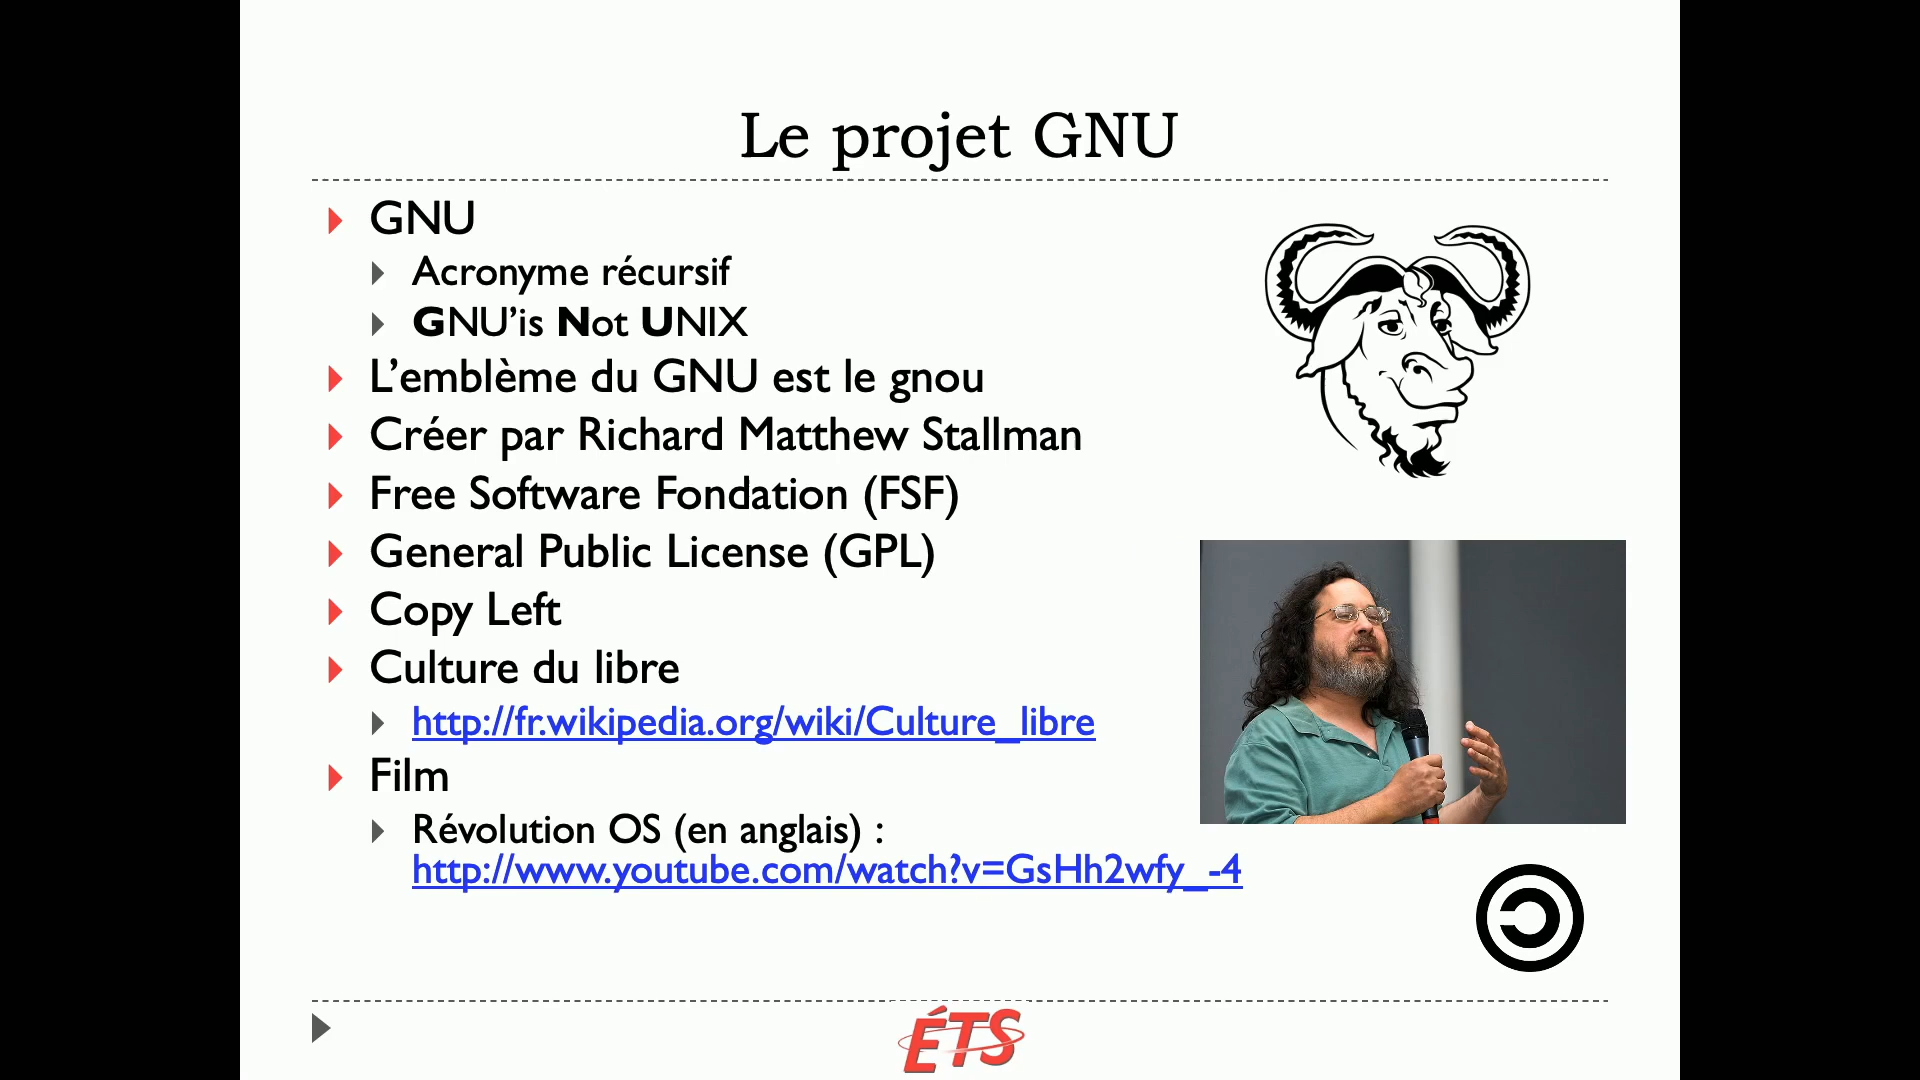 Le projet GNU
GNU
Acronyme récursif
GNU’is Not UNIX
L’emblème du GNU est le gnou
Créer par Richard Matthew Stallman
Free Software Fondation (FSF)
General Public License (GPL)
Copy Left
Culture du libre
http://fr.wikipedia.org/wiki/Culture_libre
Film
Révolution OS (en anglais) :
http://www.youtube.com/watch?v=GsHh2wfy_-4
ÉTS